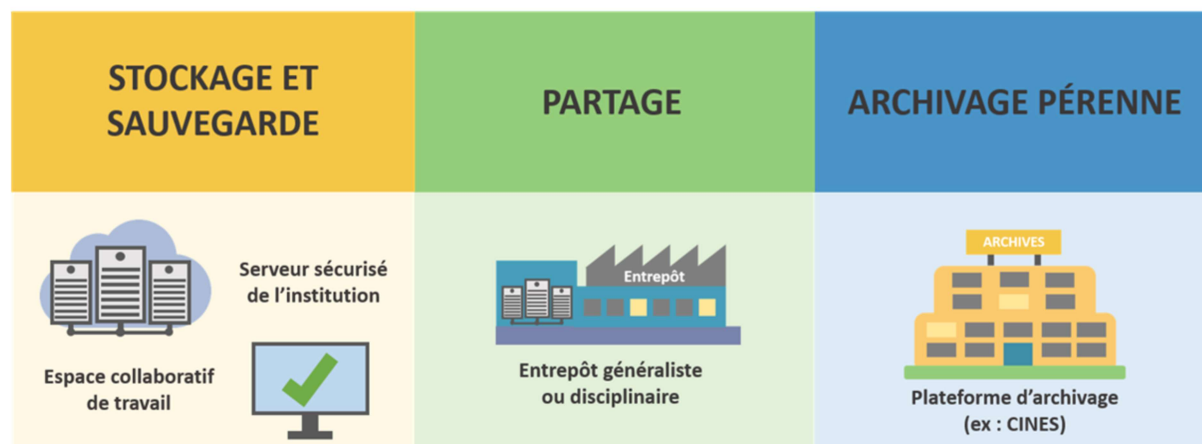 STOCKAGE ET
SAUVEGARDE
PARTAGE
ARCHIVAGE PÉRENNE
Serveur sécurisé
de l’institution
Espace collaboratif
de travail
Entrepôt
Entrepôt généraliste
ou disciplinaire
ARCHIVES
Plateforme d’archivage
(ex : CINES)